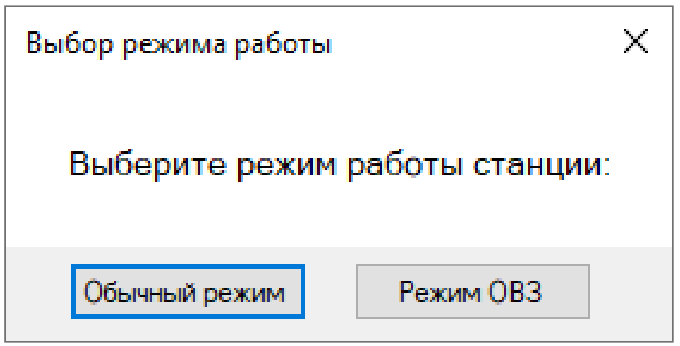 Выбор режима работы
Выберите режим работы станции:
Обычный режим
Режим ОВЗ